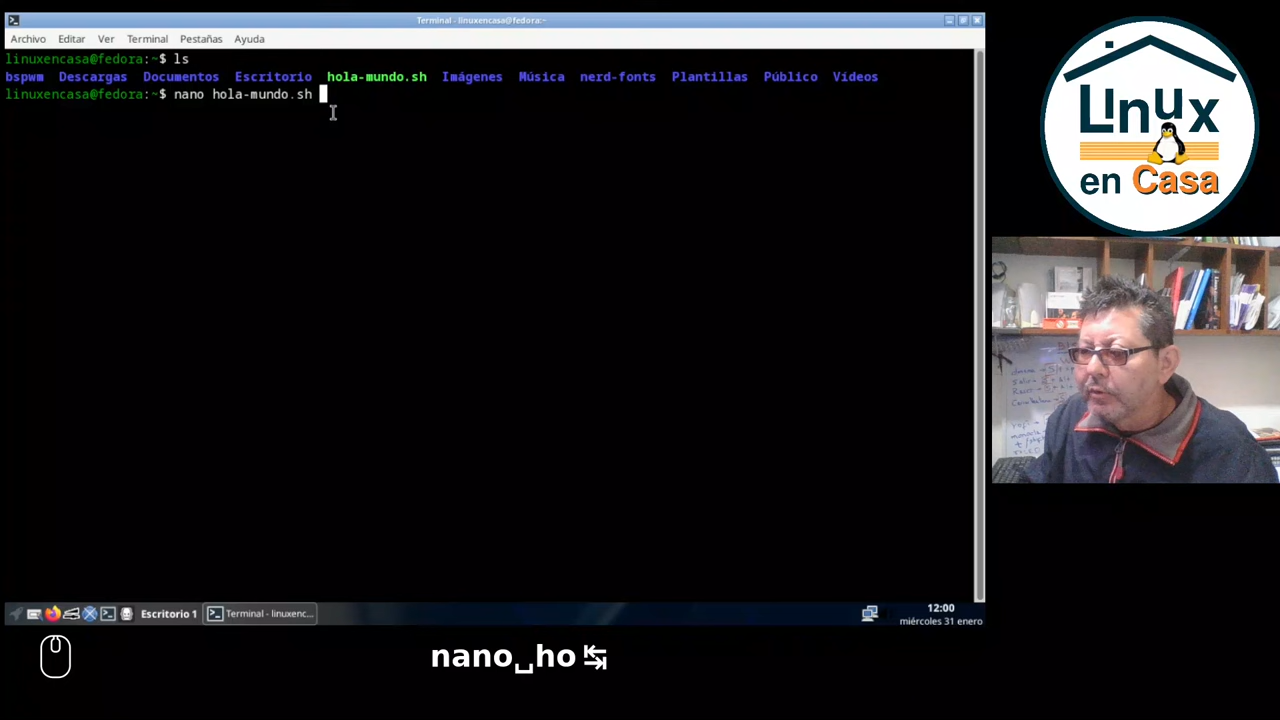 Terminal - linuxencasa@fedora:~
Archivo Editar Ver Terminal Pestañas Ayuda
linuxencasa@fedora:~$ ls
bspwm Descargas Documentos Escritorio hola-mundo.sh Imágenes Música nerd-fonts Plantillas Público Vídeos
linuxencasa@fedora:~$ nano hola-mundo.sh
LInux
en Casa
Escritorio 1
Terminal - linuxenc...
12:00
miércoles 31 enero
nano␣ho ↹